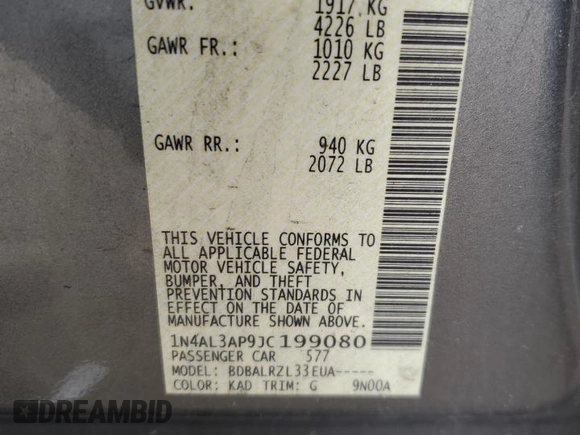 GVWR: 1917 KG
4226 LB
GAWR FR.: 1010 KG
2227 LB
GAWR RR.: 940 KG
2072 LB
THIS VEHICLE CONFORMS TO
ALL APPLICABLE FEDERAL
MOTOR VEHICLE SAFETY,
BUMPER, AND THEFT
PREVENTION STANDARDS IN
EFFECT ON THE DATE OF
MANUFACTURE SHOWN ABOVE.
1N4AL3AP9JC199080
PASSENGER CAR 577
MODEL: BDBALRZL33EUA-----
COLOR: KAD TRIM: G 9N00A
DREAMBID